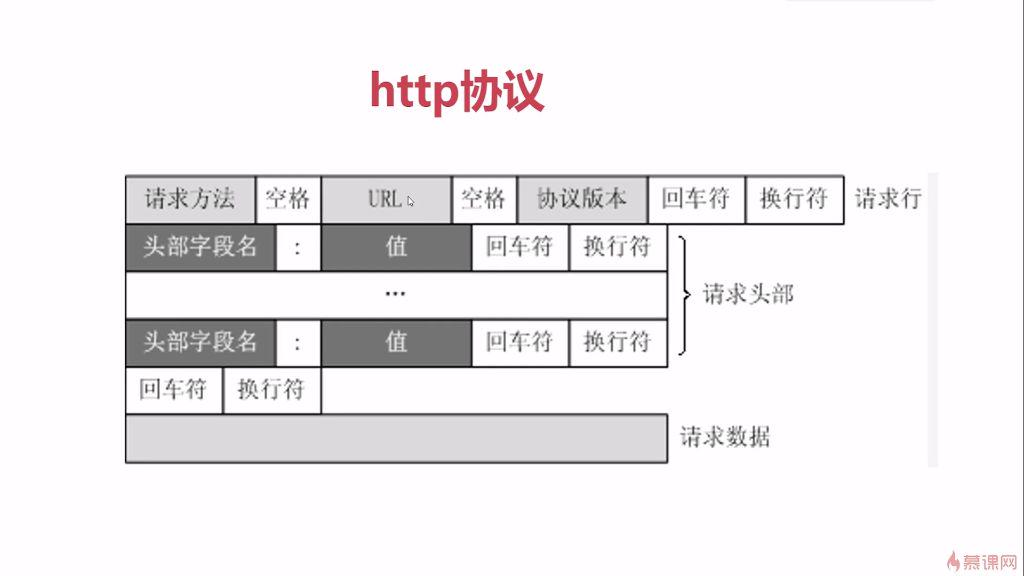 http协议
请求方法 空格 URL 空格 协议版本 回车符 换行符 请求行
头部字段名 : 值 回车符 换行符
… 请求头部
头部字段名 : 值 回车符 换行符
回车符 换行符
请求数据
慕课网